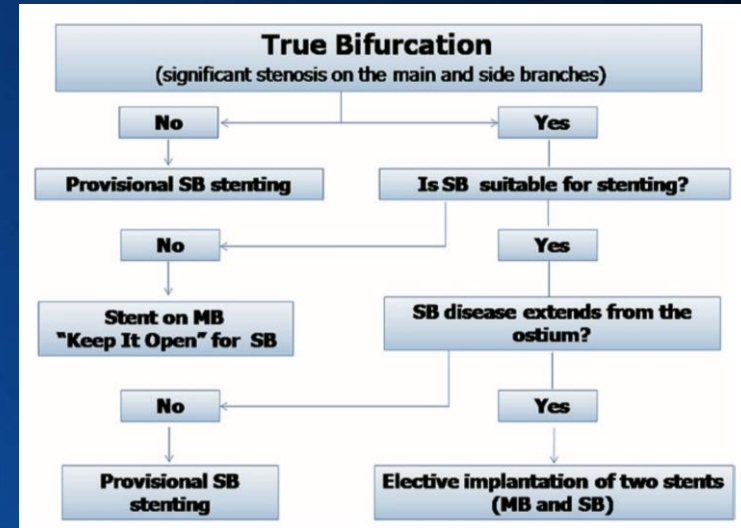 True Bifurcation
(significant stenosis on the main and side branches)
No
Yes
Provisional SB stenting
Is SB suitable for stenting?
No
Yes
Stent on MB
"Keep It Open" for SB
SB disease extends from the
ostium?
No
Yes
Provisional SB
stenting
Elective implantation of two stents
(MB and SB)